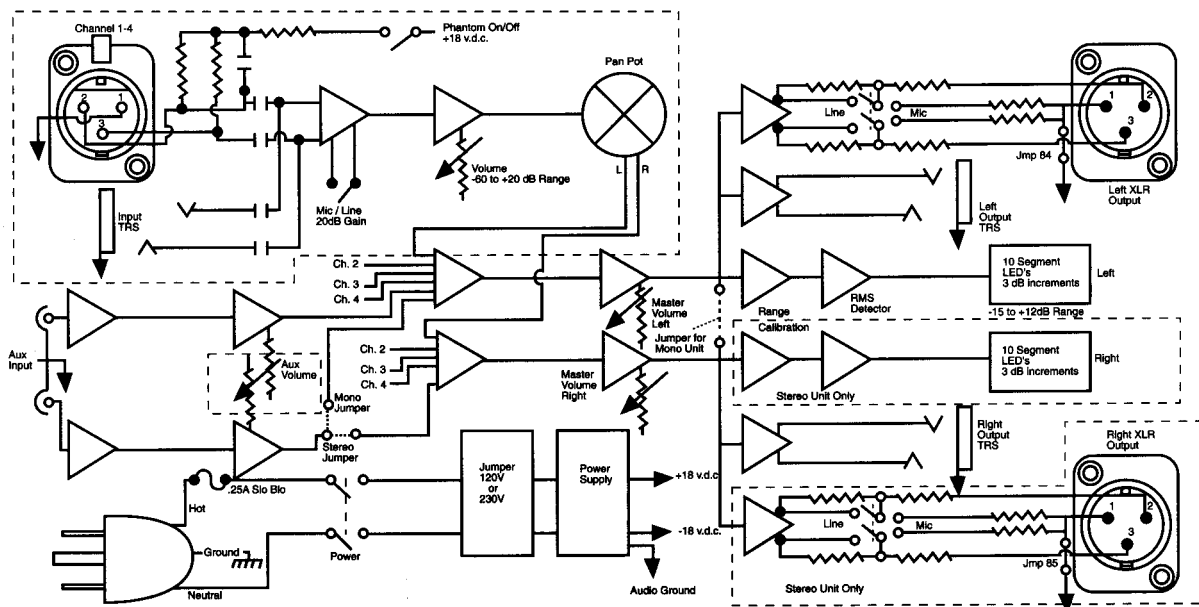 Channel 1-4
2
1
3
Phantom On/Off
+18 v.d.c.
Pan Pot
L
R
Volume
-60 to +20 dB Range
Mic / Line
20dB Gain
Input
TRS
Line
Mic
1
2
3
Jmp 84
Left XLR
Output
Left
Output
TRS
Ch. 2
Ch. 3
Ch. 4
Master
Volume
Left
Jumper for
Mono Unit
Range
Calibration
RMS
Detector
10 Segment
LED's
3 dB increments
Left
-15 to +12dB Range
Aux
Input
Aux
Volume
Ch. 2
Ch. 3
Ch. 4
Master
Volume
Right
10 Segment
LED's
3 dB increments
Right
Stereo Unit Only
Mono
Jumper
Stereo
Jumper
Right
Output
TRS
Right XLR
Output
.25A Slo Blo
Hot
Ground
Neutral
Power
Jumper
120V
or
230V
Power
Supply
+18 v.d.c
-18 v.d.c.
Audio Ground
Line
Mic
1
2
3
Jmp 85
Stereo Unit Only